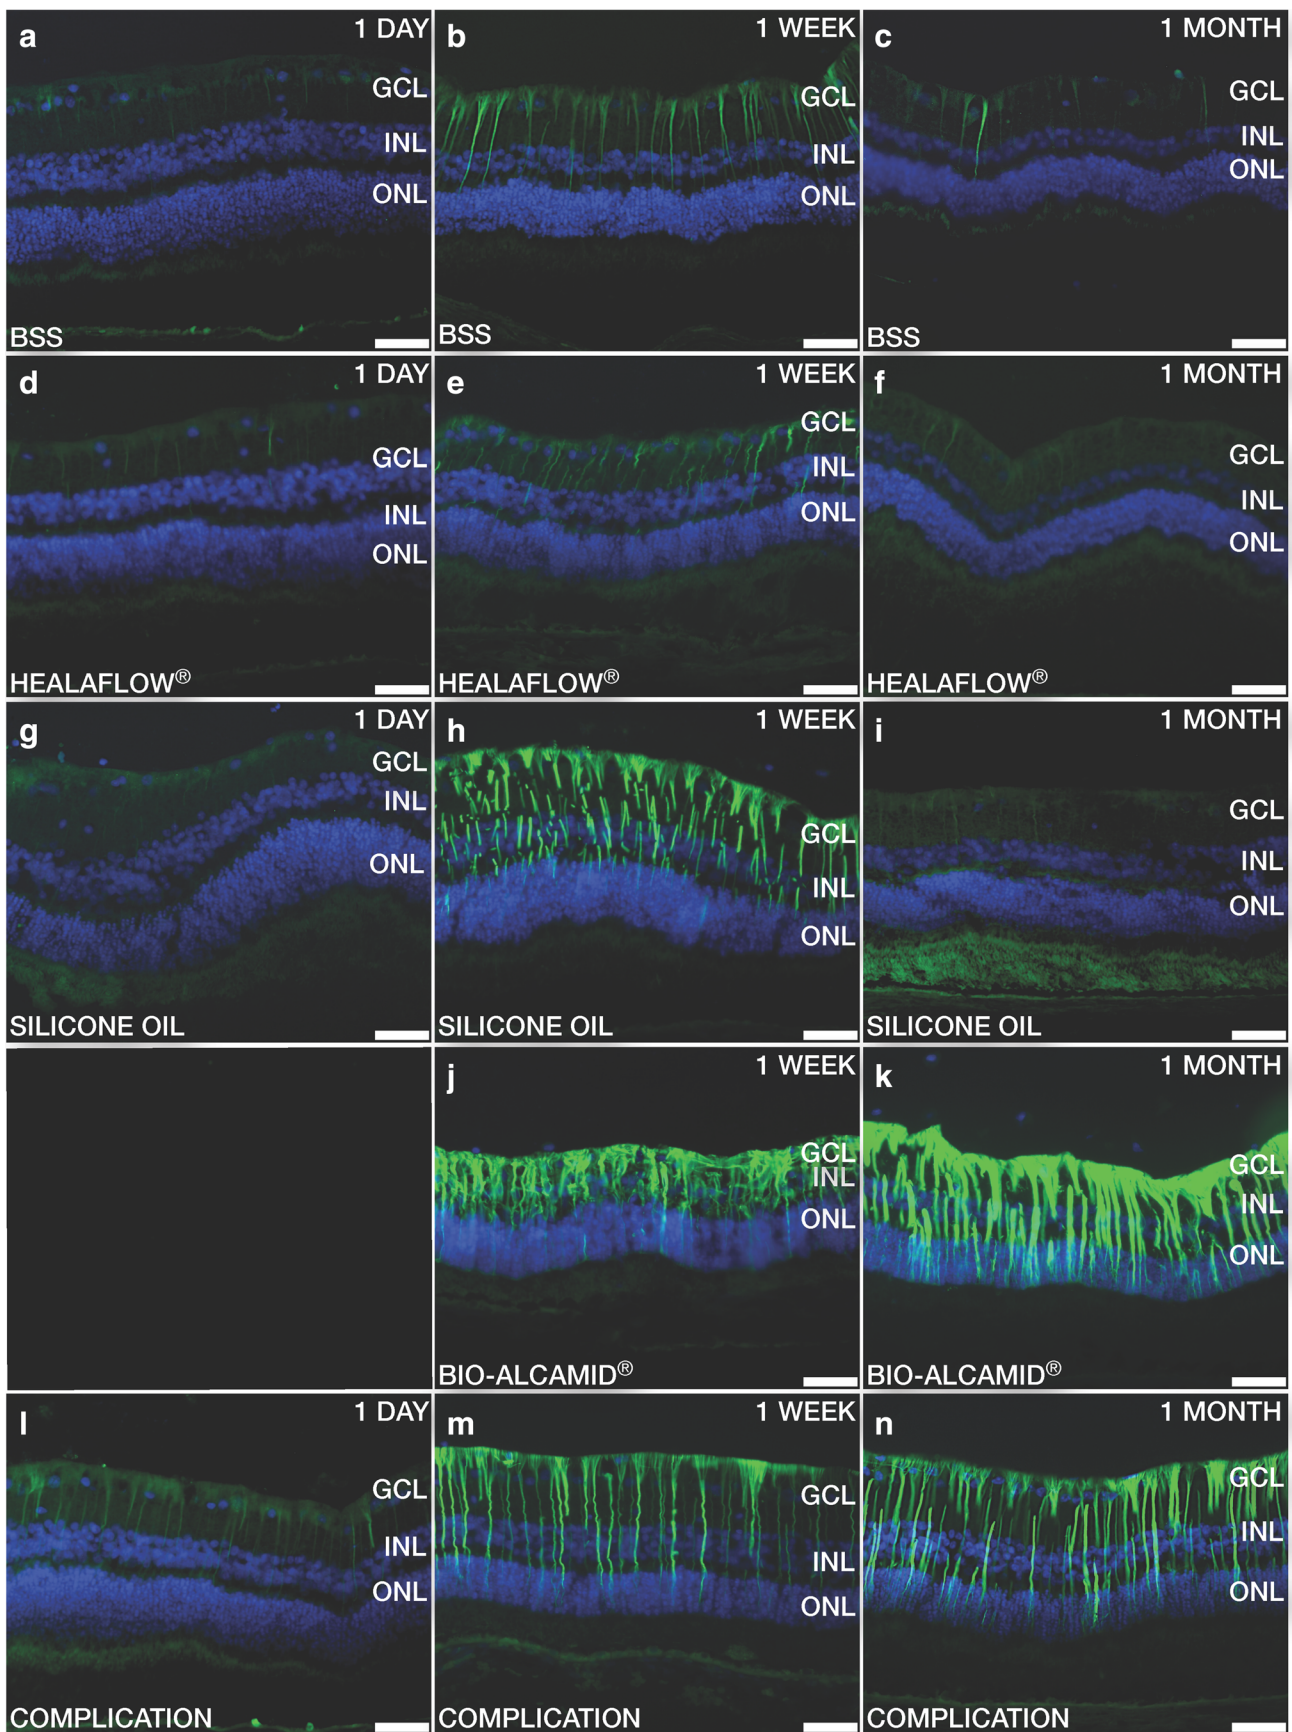 a 1 DAY
GCL
INL
ONL
BSS
b 1 WEEK
GCL
INL
ONL
BSS
c 1 MONTH
GCL
INL
ONL
BSS
d 1 DAY
GCL
INL
ONL
HEALAFLOW®
e 1 WEEK
GCL
INL
ONL
HEALAFLOW®
f 1 MONTH
GCL
INL
ONL
HEALAFLOW®
g 1 DAY
GCL
INL
ONL
SILICONE OIL
h 1 WEEK
GCL
INL
ONL
SILICONE OIL
i 1 MONTH
GCL
INL
ONL
SILICONE OIL
j 1 WEEK
GCL
INL
ONL
BIO-ALCAMID®
k 1 MONTH
GCL
INL
ONL
BIO-ALCAMID®
l 1 DAY
GCL
INL
ONL
COMPLICATION
m 1 WEEK
GCL
INL
ONL
COMPLICATION
n 1 MONTH
GCL
INL
ONL
COMPLICATION